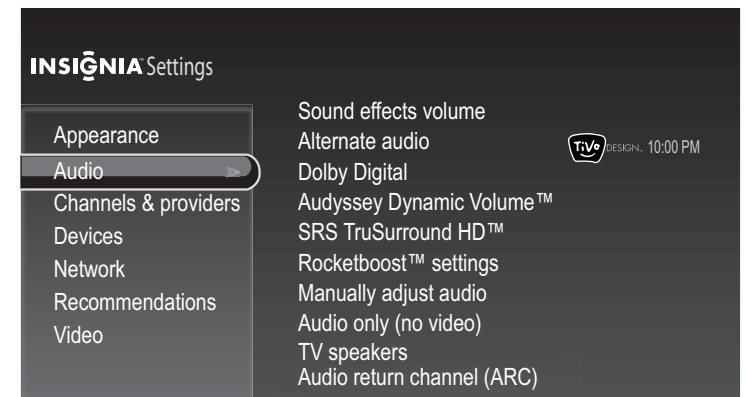 INSIGNIA™ Settings
Appearance
Audio >
Channels & providers
Devices
Network
Recommendations
Video
Sound effects volume
Alternate audio
Dolby Digital
Audyssey Dynamic Volume™
SRS TruSurround HD™
Rocketboost™ settings
Manually adjust audio
Audio only (no video)
TV speakers
Audio return channel (ARC)
TiVo DESIGN™ 10:00 PM